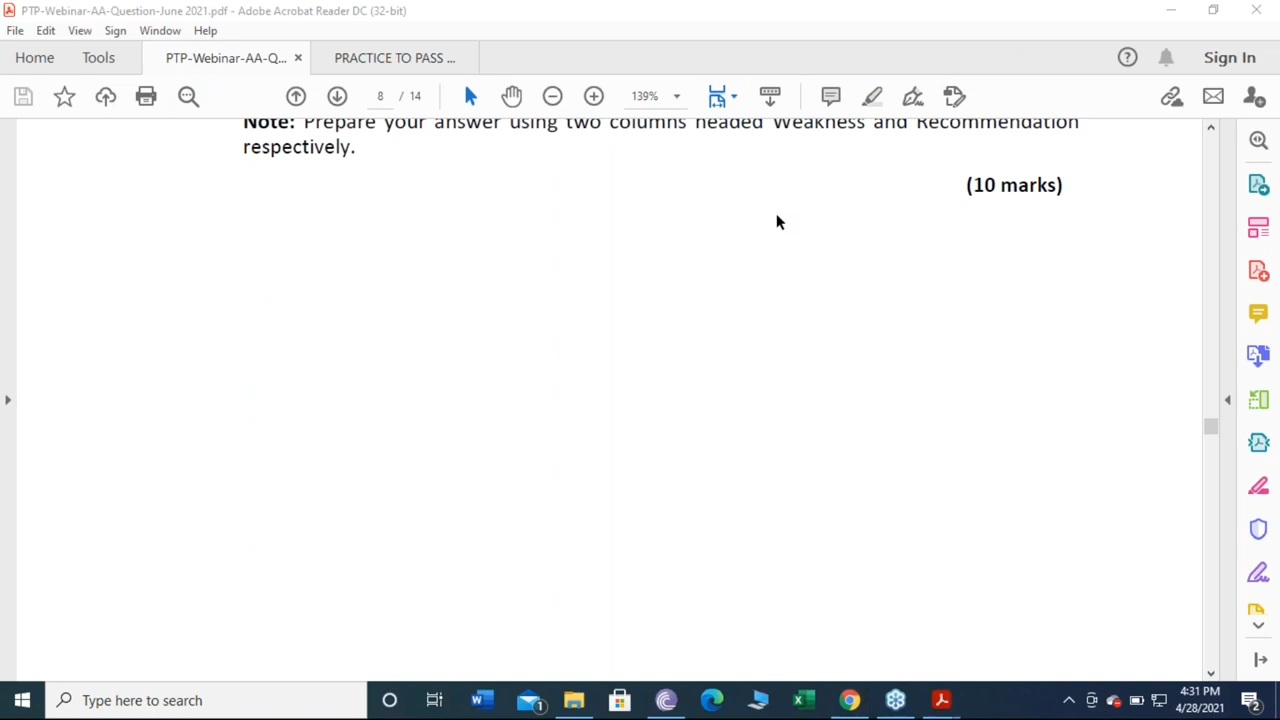 PTP-Webinar-AA-Question-June 2021.pdf - Adobe Acrobat Reader DC (32-bit)
File Edit View Sign Window Help
Home Tools PTP-Webinar-AA-Q... × PRACTICE TO PASS ... Sign In
8 / 14 139%
Note: Prepare your answer using two columns headed Weakness and Recommendation
respectively.
(10 marks)
Type here to search
4:31 PM
4/28/2021
1
2